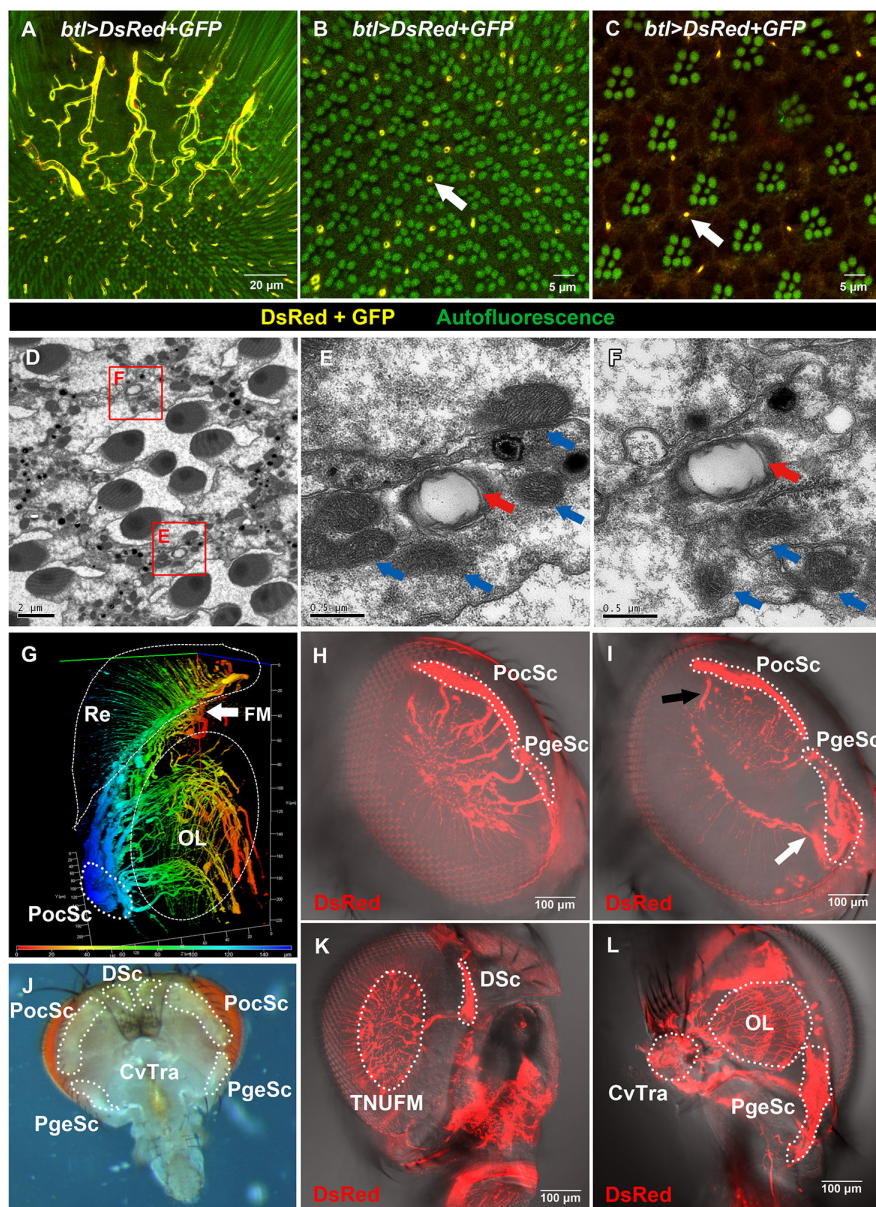 A btl>DsRed+GFP
20 µm
B btl>DsRed+GFP
5 µm
C btl>DsRed+GFP
5 µm
DsRed + GFP Autofluorescence
D
F
E
2 µm
E
0.5 µm
F
0.5 µm
G
Re
FM
OL
PocSc
H
PocSc
PgeSc
DsRed
100 µm
I
PocSc
PgeSc
DsRed
100 µm
J
DSc
PocSc
PocSc
CvTra
PgeSc
PgeSc
K
DSc
TNUFM
DsRed
100 µm
L
OL
CvTra
PgeSc
DsRed
100 µm